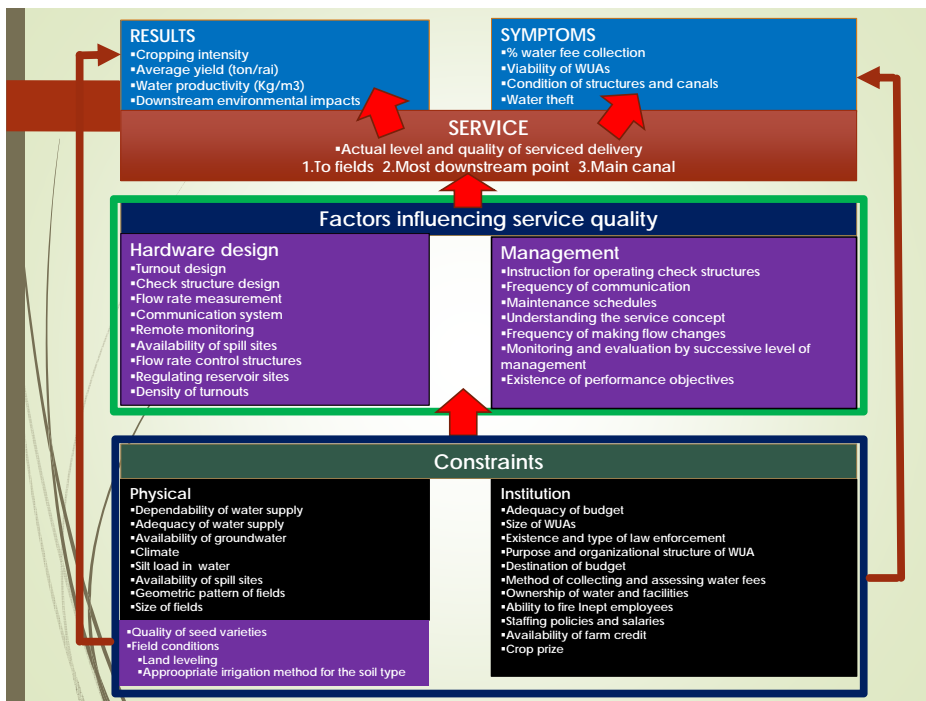 RESULTS
▪Cropping intensity
▪Average yield (ton/rai)
▪Water productivity (Kg/m3)
▪Downstream environmental impacts
SYMPTOMS
▪% water fee collection
▪Viability of WUAs
▪Condition of structures and canals
▪Water theft
SERVICE
▪Actual level and quality of serviced delivery
1.To fields 2.Most downstream point 3.Main canal
Factors influencing service quality
Hardware design
▪Turnout design
▪Check structure design
▪Flow rate measurement
▪Communication system
▪Remote monitoring
▪Availability of spill sites
▪Flow rate control structures
▪Regulating reservoir sites
▪Density of turnouts
Management
▪Instruction for operating check structures
▪Frequency of communication
▪Maintenance schedules
▪Understanding the service concept
▪Frequency of making flow changes
▪Monitoring and evaluation by successive level of
management
▪Existence of performance objectives
Constraints
Physical
▪Dependability of water supply
▪Adequacy of water supply
▪Availability of groundwater
▪Climate
▪Silt load in water
▪Availability of spill sites
▪Geometric pattern of fields
▪Size of fields
▪Quality of seed varieties
▪Field conditions
▪Land leveling
▪Approopriate irrigation method for the soil type
Institution
▪Adequacy of budget
▪Size of WUAs
▪Existence and type of law enforcement
▪Purpose and organizational structure of WUA
▪Destination of budget
▪Method of collecting and assessing water fees
▪Ownership of water and facilities
▪Ability to fire Inept employees
▪Staffing policies and salaries
▪Availability of farm credit
▪Crop prize